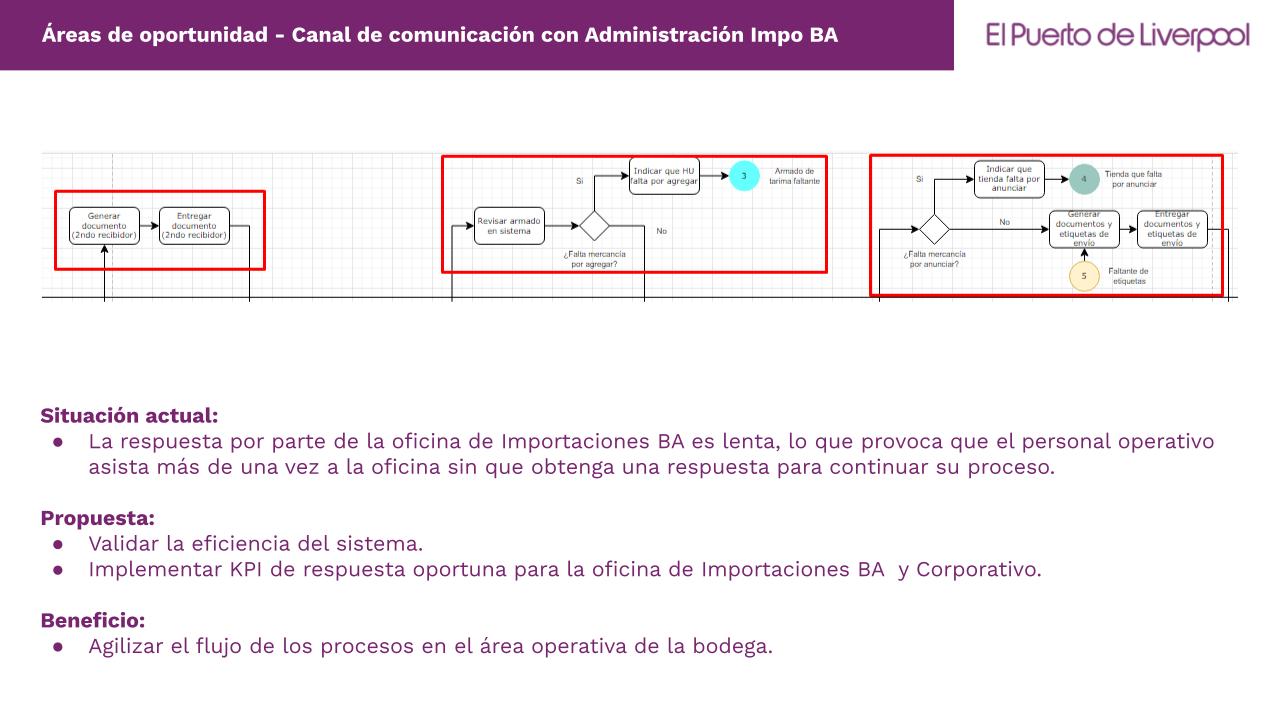 Áreas de oportunidad - Canal de comunicación con Administración Impo BA
El Puerto de Liverpool
Generar
documento
(2ndo recibidor)
Entregar
documento
(2ndo recibidor)
Revisar armado
en sistema
Si
Indicar que HU
falta por agregar
3
Armado de
tarima faltante
No
¿Falta mercancía
por agregar?
Si
Indicar que
tienda falta por
anunciar
4
Tienda que falta
por anunciar
No
¿Falta mercancía
por anunciar?
Generar
documentos y
etiquetas de
envío
Entregar
documentos y
etiquetas de
envío
5
Faltante de
etiquetas
Situación actual:
● La respuesta por parte de la oficina de Importaciones BA es lenta, lo que provoca que el personal operativo
asista más de una vez a la oficina sin que obtenga una respuesta para continuar su proceso.
Propuesta:
● Validar la eficiencia del sistema.
● Implementar KPI de respuesta oportuna para la oficina de Importaciones BA  y Corporativo.
Beneficio:
● Agilizar el flujo de los procesos en el área operativa de la bodega.